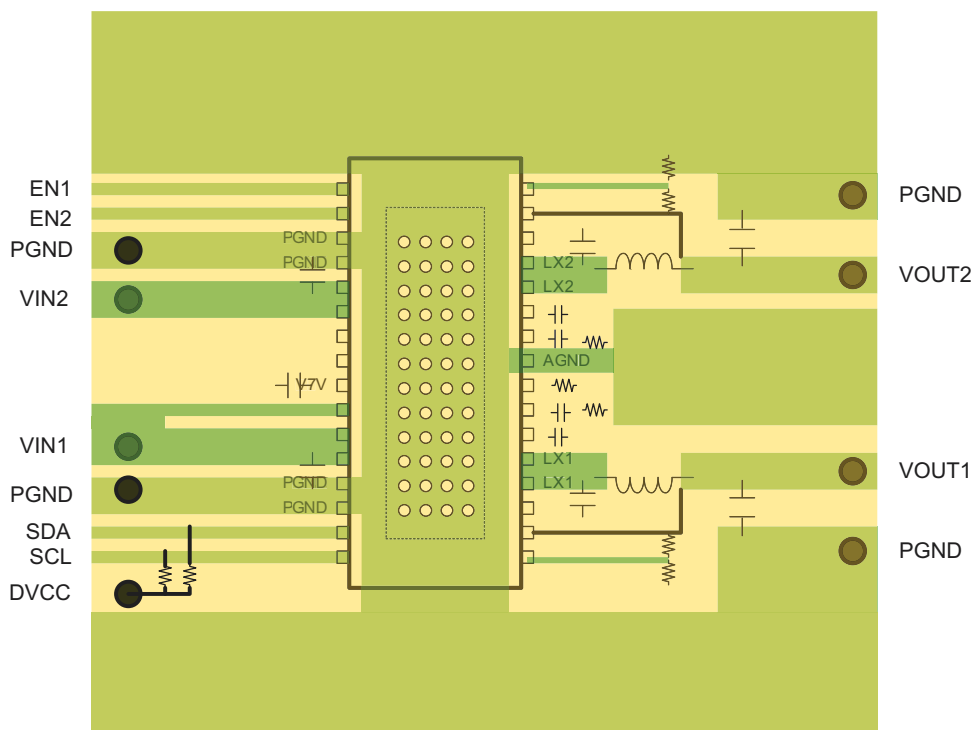 EN1
EN2
PGND
VIN2
VIN1
PGND
SDA
SCL
DVCC
PGND
PGND
V7V
PGND
PGND
LX2
LX2
AGND
LX1
LX1
PGND
VOUT2
VOUT1
PGND